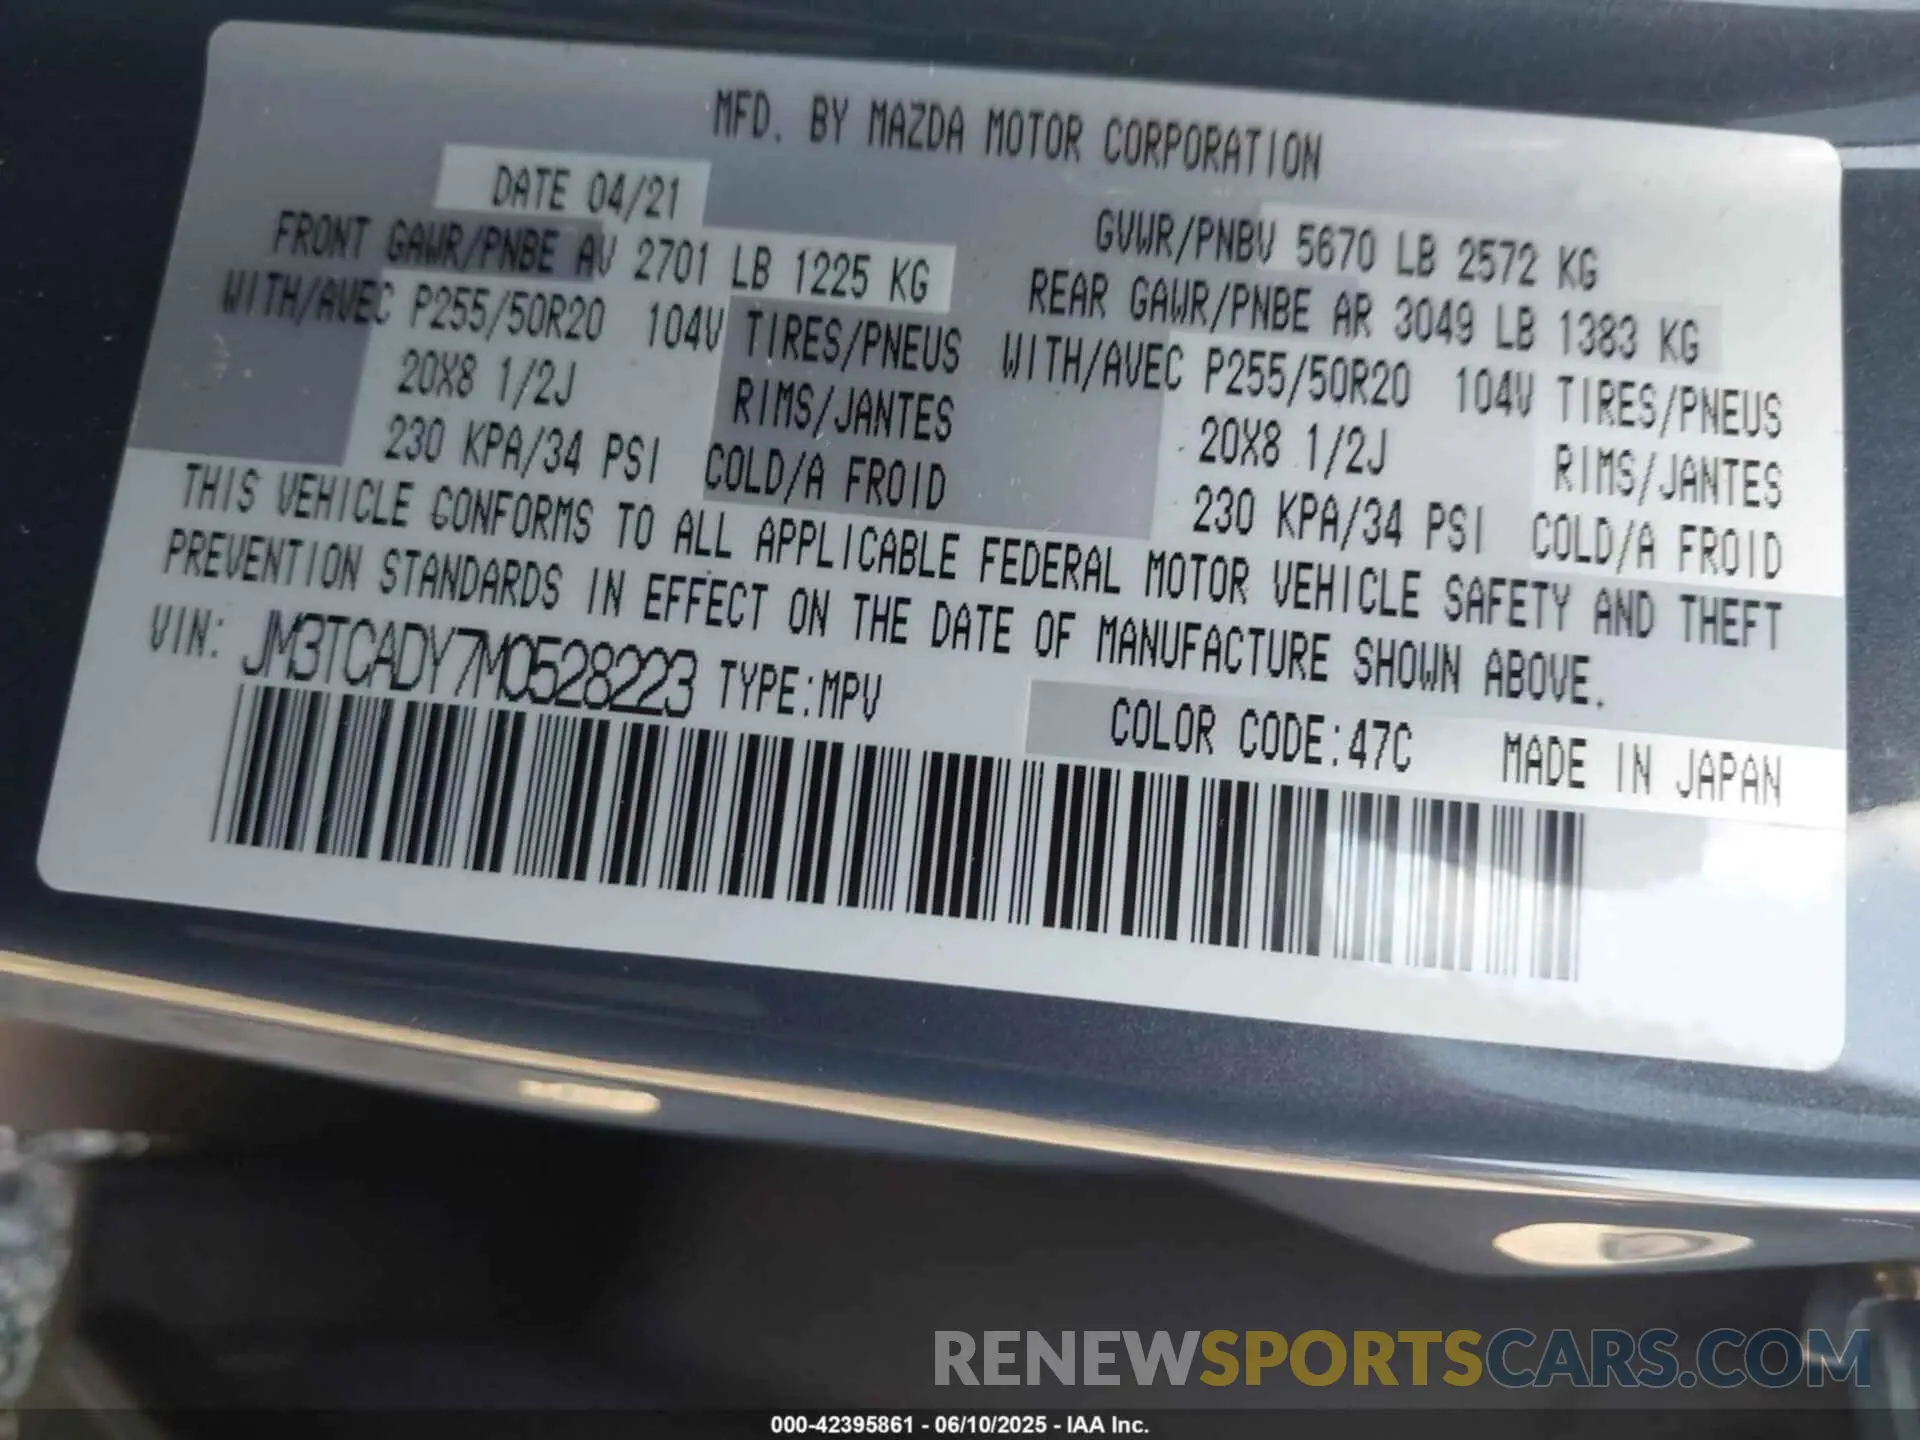 MFD. BY MAZDA MOTOR CORPORATION
DATE 04/21
GVWR/PNBV 5670 LB 2572 KG
FRONT GAWR/PNBE AV 2701 LB 1225 KG
REAR GAWR/PNBE AR 3049 LB 1383 KG
WITH/AVEC P255/50R20 104V TIRES/PNEUS
WITH/AVEC P255/50R20 104V TIRES/PNEUS
20X8 1/2J RIMS/JANTES
20X8 1/2J RIMS/JANTES
230 KPA/34 PSI COLD/A FROID
230 KPA/34 PSI COLD/A FROID
THIS VEHICLE CONFORMS TO ALL APPLICABLE FEDERAL MOTOR VEHICLE SAFETY AND THEFT
PREVENTION STANDARDS IN EFFECT ON THE DATE OF MANUFACTURE SHOWN ABOVE.
VIN: JM3TCADY7M0528223 TYPE:MPV
COLOR CODE:47C MADE IN JAPAN
RENEWSPORTSCARS.COM
000-42395861 - 06/10/2025 - IAA Inc.